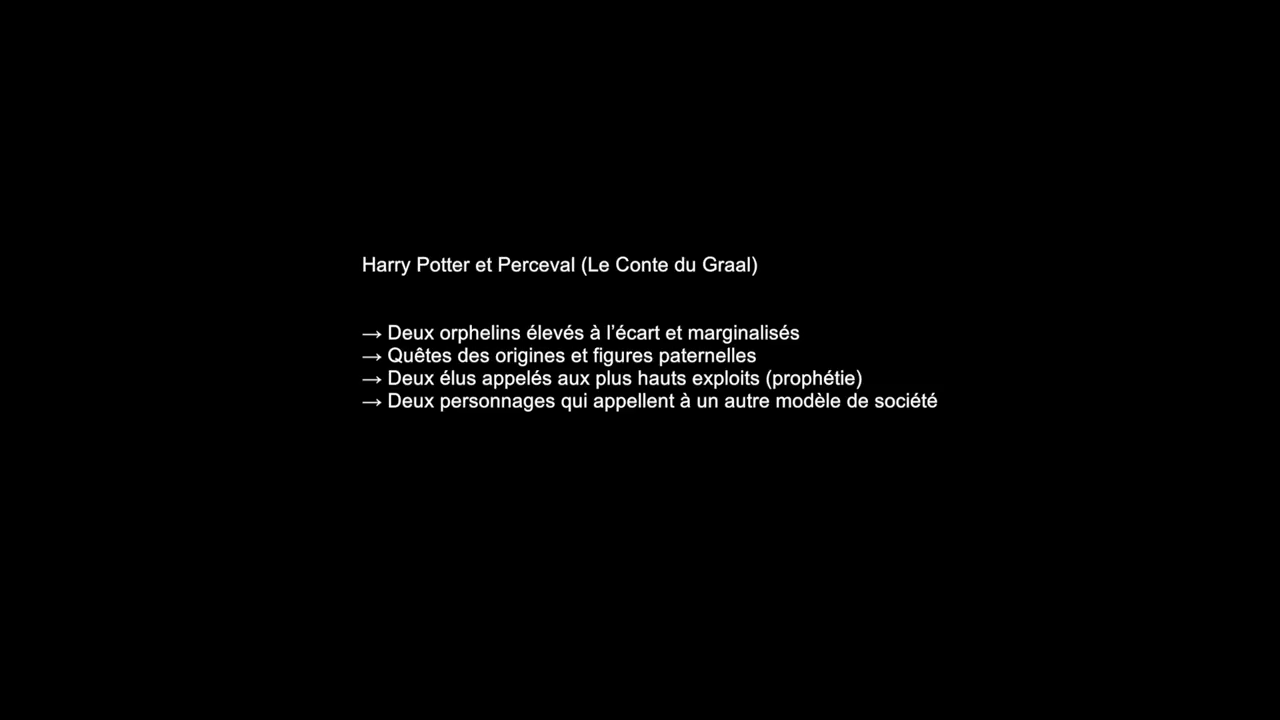 Harry Potter et Perceval (Le Conte du Graal)
→ Deux orphelins élevés à l’écart et marginalisés
→ Quêtes des origines et figures paternelles
→ Deux élus appelés aux plus hauts exploits (prophétie)
→ Deux personnages qui appellent à un autre modèle de société